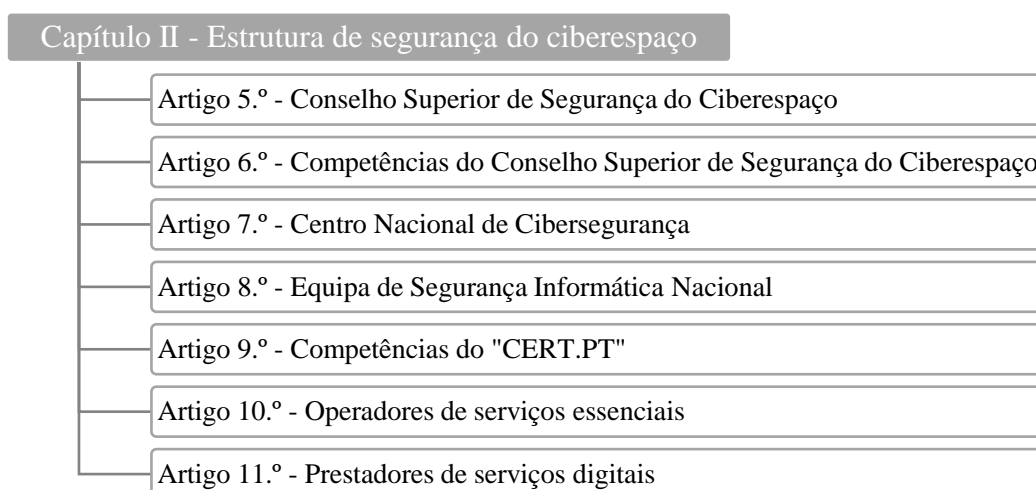 Capítulo II - Estrutura de segurança do ciberespaço
Artigo 5.º - Conselho Superior de Segurança do Ciberespaço
Artigo 6.º - Competências do Conselho Superior de Segurança do Ciberespaço
Artigo 7.º - Centro Nacional de Cibersegurança
Artigo 8.º - Equipa de Segurança Informática Nacional
Artigo 9.º - Competências do "CERT.PT"
Artigo 10.º - Operadores de serviços essenciais
Artigo 11.º - Prestadores de serviços digitais